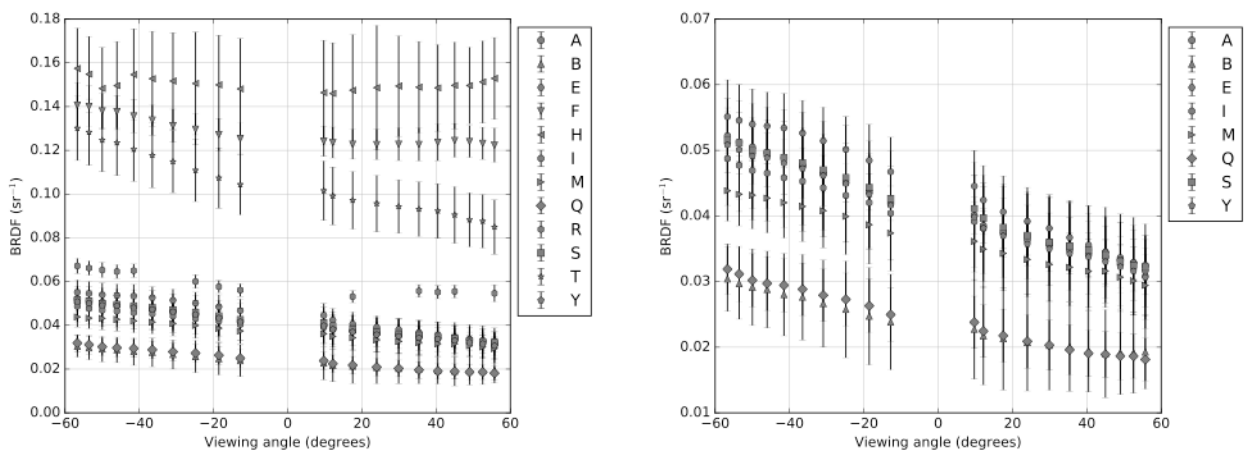 0.18
0.16
0.14
0.12
0.10
0.08
0.06
0.04
0.02
0.00
BRDF (sr⁻¹)
−60 −40 −20 0 20 40 60
Viewing angle (degrees)
A
B
E
F
H
I
M
Q
R
S
T
Y
0.07
0.06
0.05
0.04
0.03
0.02
0.01
BRDF (sr⁻¹)
−60 −40 −20 0 20 40 60
Viewing angle (degrees)
A
B
E
I
M
Q
S
Y